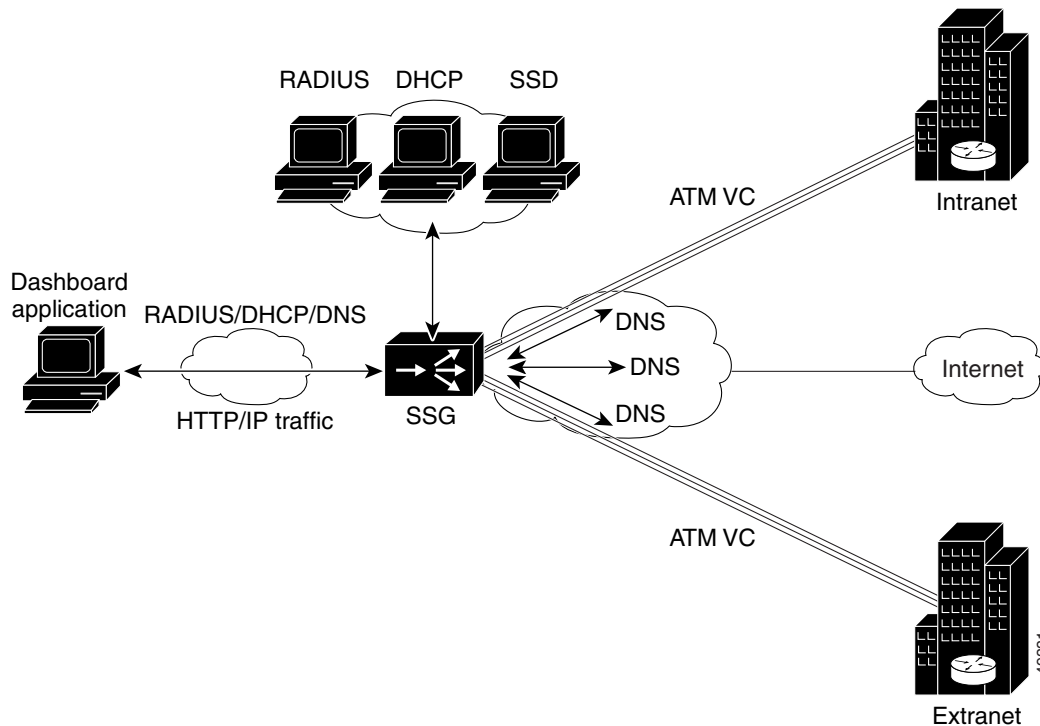 RADIUS DHCP SSD
ATM VC
Intranet
Dashboard
application
RADIUS/DHCP/DNS
HTTP/IP traffic
SSG
DNS
DNS
DNS
Internet
ATM VC
Extranet